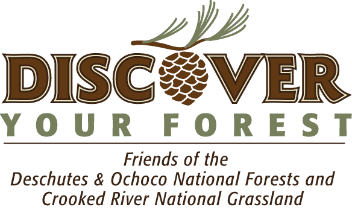 DISCOVER
YOUR FOREST
Friends of the
Deschutes & Ochoco National Forests and
Crooked River National Grassland